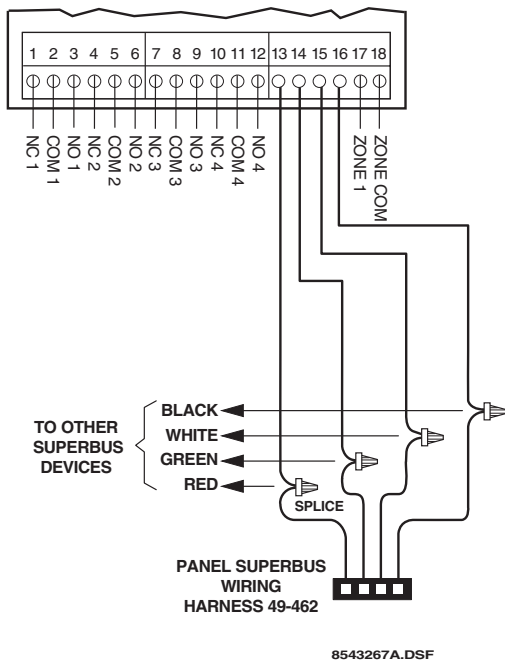 1 2 3 4 5 6 7 8 9 10 11 12 13 14 15 16 17 18
NC 1
COM 1
NO 1
NC 2
COM 2
NO 2
NC 3
COM 3
NO 3
NC 4
COM 4
NO 4
ZONE 1
ZONE COM
TO OTHER
SUPERBUS
DEVICES
BLACK
WHITE
GREEN
RED
SPLICE
PANEL SUPERBUS
WIRING
HARNESS 49-462
8543267A.DSF